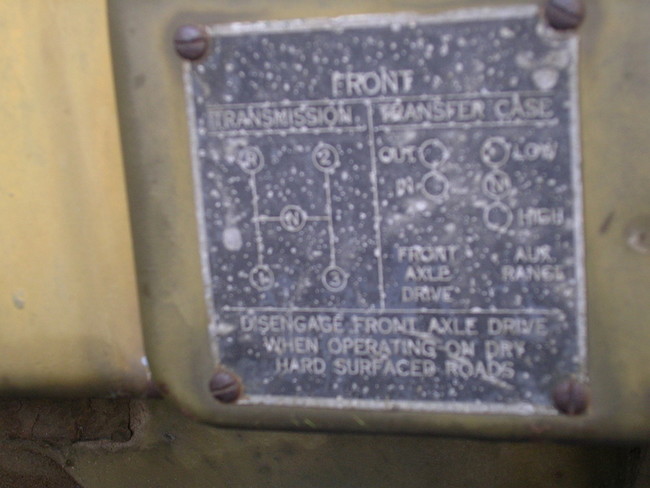 FRONT
TRANSMISSION
TRANSFER CASE
R 2
OUT LOW
IN N
N
HIGH
1 3
FRONT AXLE DRIVE
AUX. RANGE
DISENGAGE FRONT AXLE DRIVE
WHEN OPERATING ON DRY
HARD SURFACED ROADS